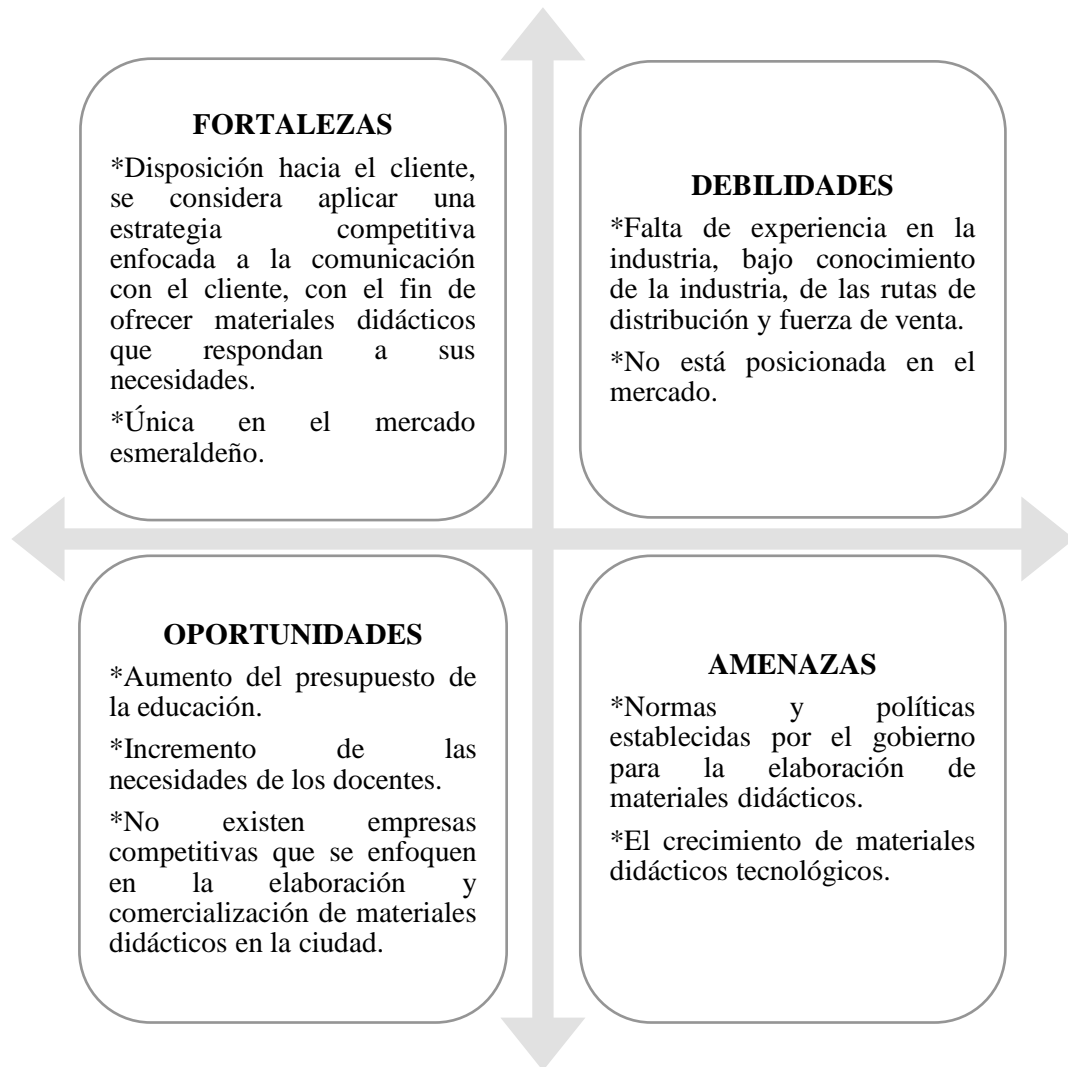 FORTALEZAS
*Disposición hacia el cliente,
se considera aplicar una
estrategia competitiva
enfocada a la comunicación
con el cliente, con el fin de
ofrecer materiales didácticos
que respondan a sus
necesidades.
*Única en el mercado
esmeraldeño.
DEBILIDADES
*Falta de experiencia en la
industria, bajo conocimiento
de la industria, de las rutas de
distribución y fuerza de venta.
*No está posicionada en el
mercado.
OPORTUNIDADES
*Aumento del presupuesto de
la educación.
*Incremento de las
necesidades de los docentes.
*No existen empresas
competitivas que se enfoquen
en la elaboración y
comercialización de materiales
didácticos en la ciudad.
AMENAZAS
*Normas y políticas
establecidas por el gobierno
para la elaboración de
materiales didácticos.
*El crecimiento de materiales
didácticos tecnológicos.